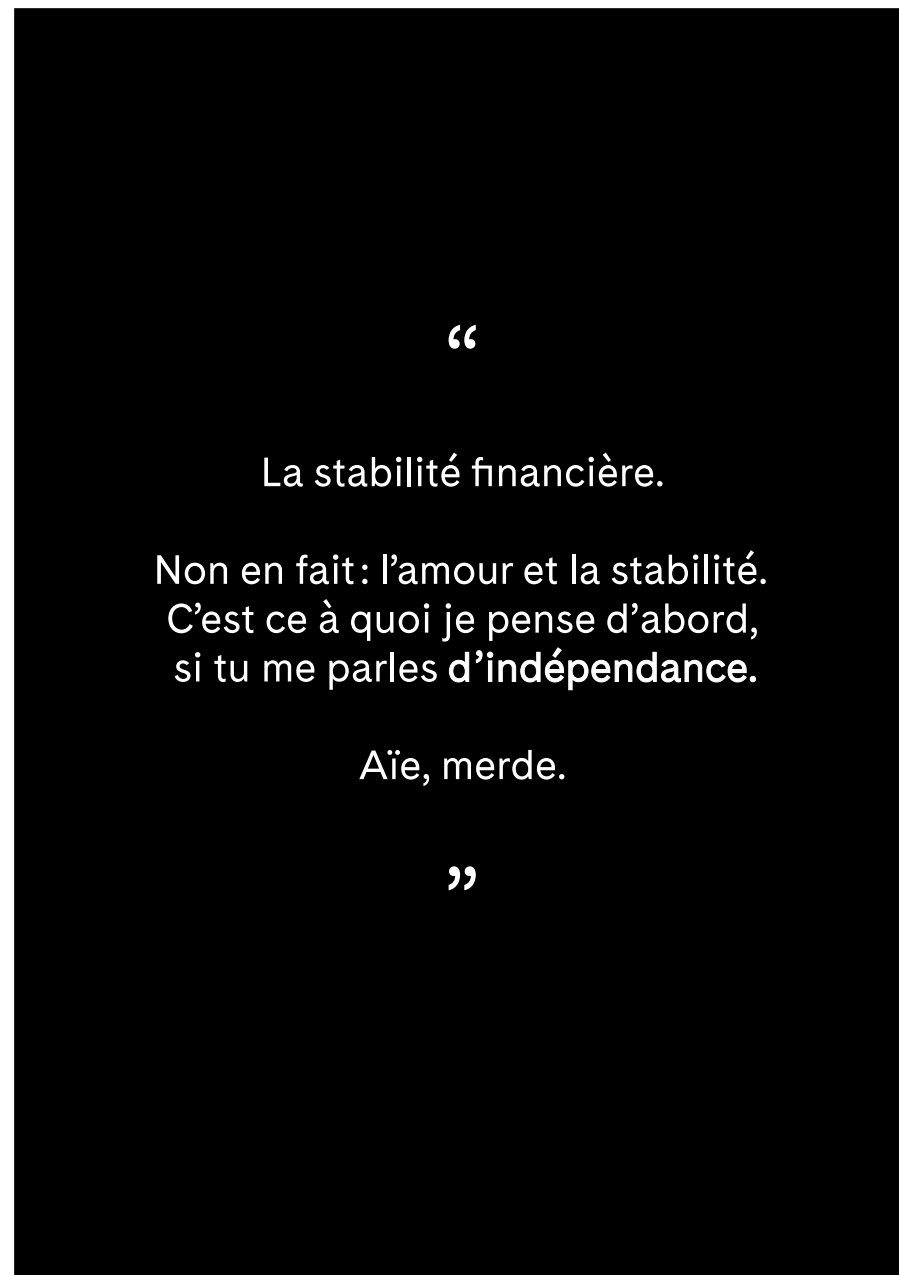 “
La stabilité financière.
Non en fait : l’amour et la stabilité.
C’est ce à quoi je pense d’abord,
si tu me parles d’indépendance.
Aïe, merde.
”